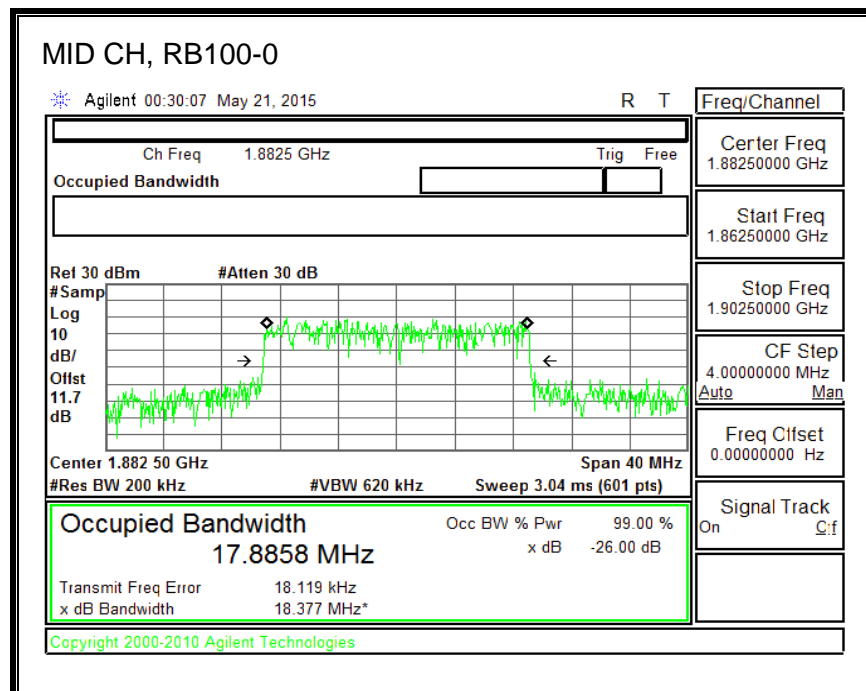 MID CH, RB100-0
Agilent 00:30:07 May 21, 2015 R T
Freq/Channel
Ch Freq 1.8825 GHz Trig Free
Occupied Bandwidth
Center Freq
1.88250000 GHz
Start Freq
1.86250000 GHz
Stop Freq
1.90250000 GHz
CF Step
4.00000000 MHz
Auto Man
Freq Offset
0.00000000 Hz
Signal Track
On Off
Ref 30 dBm #Atten 30 dB
#Samp
Log
10
dB/
Offst
11.7
dB
Center 1.882 50 GHz Span 40 MHz
#Res BW 200 kHz #VBW 620 kHz Sweep 3.04 ms (601 pts)
Occupied Bandwidth
17.8858 MHz
Occ BW % Pwr 99.00 %
x dB -26.00 dB
Transmit Freq Error 18.119 kHz
x dB Bandwidth 18.377 MHz*
Copyright 2000-2010 Agilent Technologies